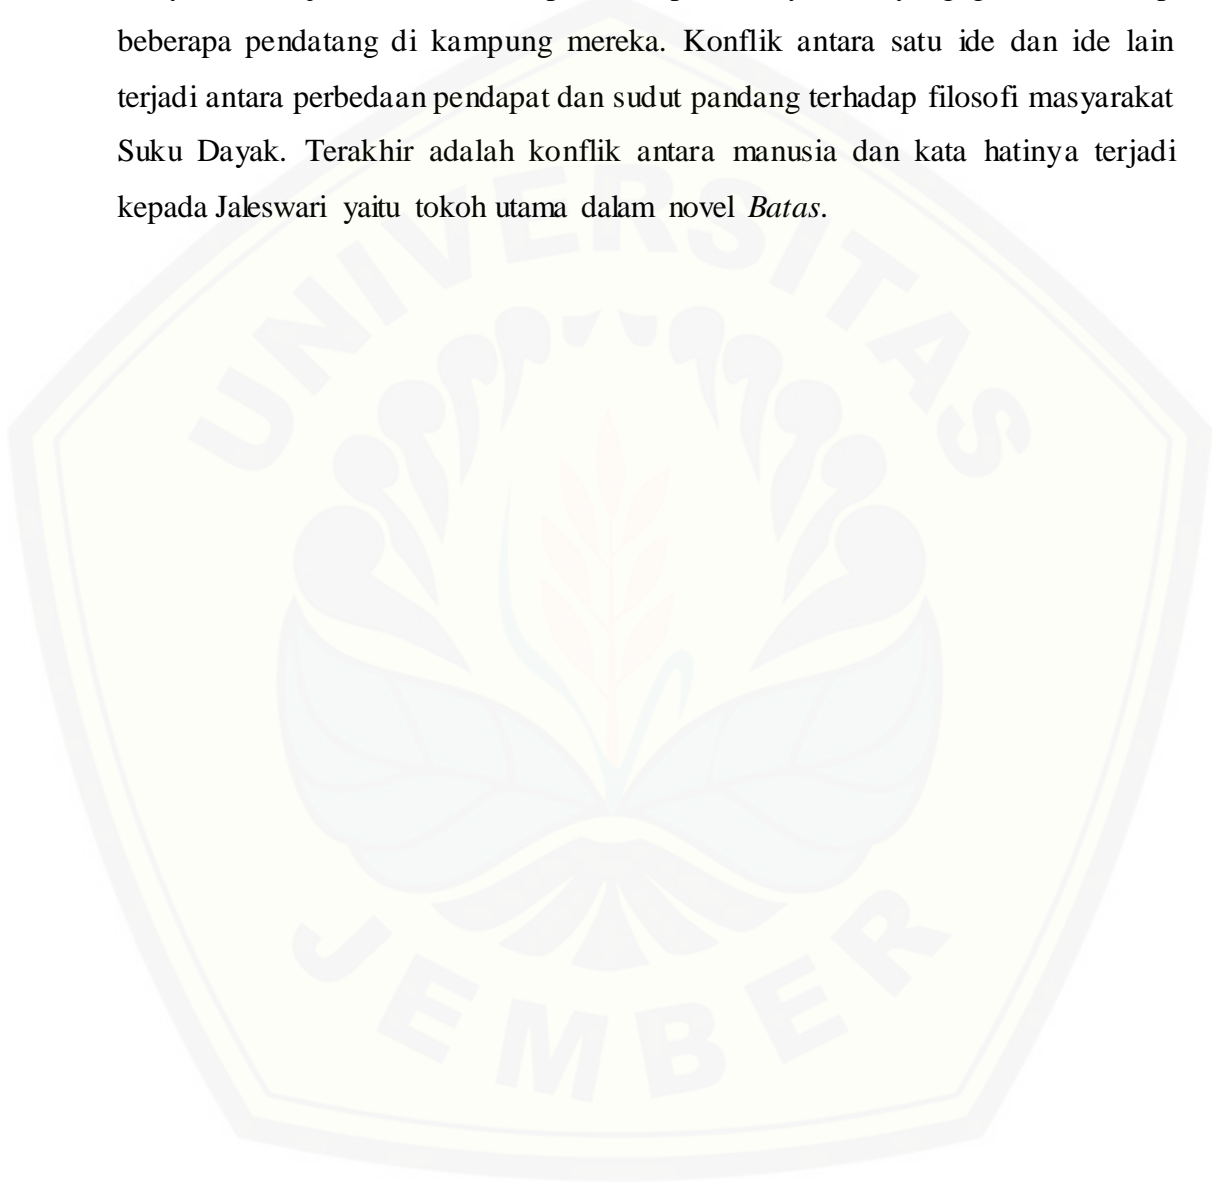 beberapa pendatang di kampung mereka. Konflik antara satu ide dan ide lain
terjadi antara perbedaan pendapat dan sudut pandang terhadap filosofi masyarakat
Suku Dayak. Terakhir adalah konflik antara manusia dan kata hatinya terjadi
kepada Jaleswari yaitu tokoh utama dalam novel Batas.
UNIVERSITAS
JEMBER